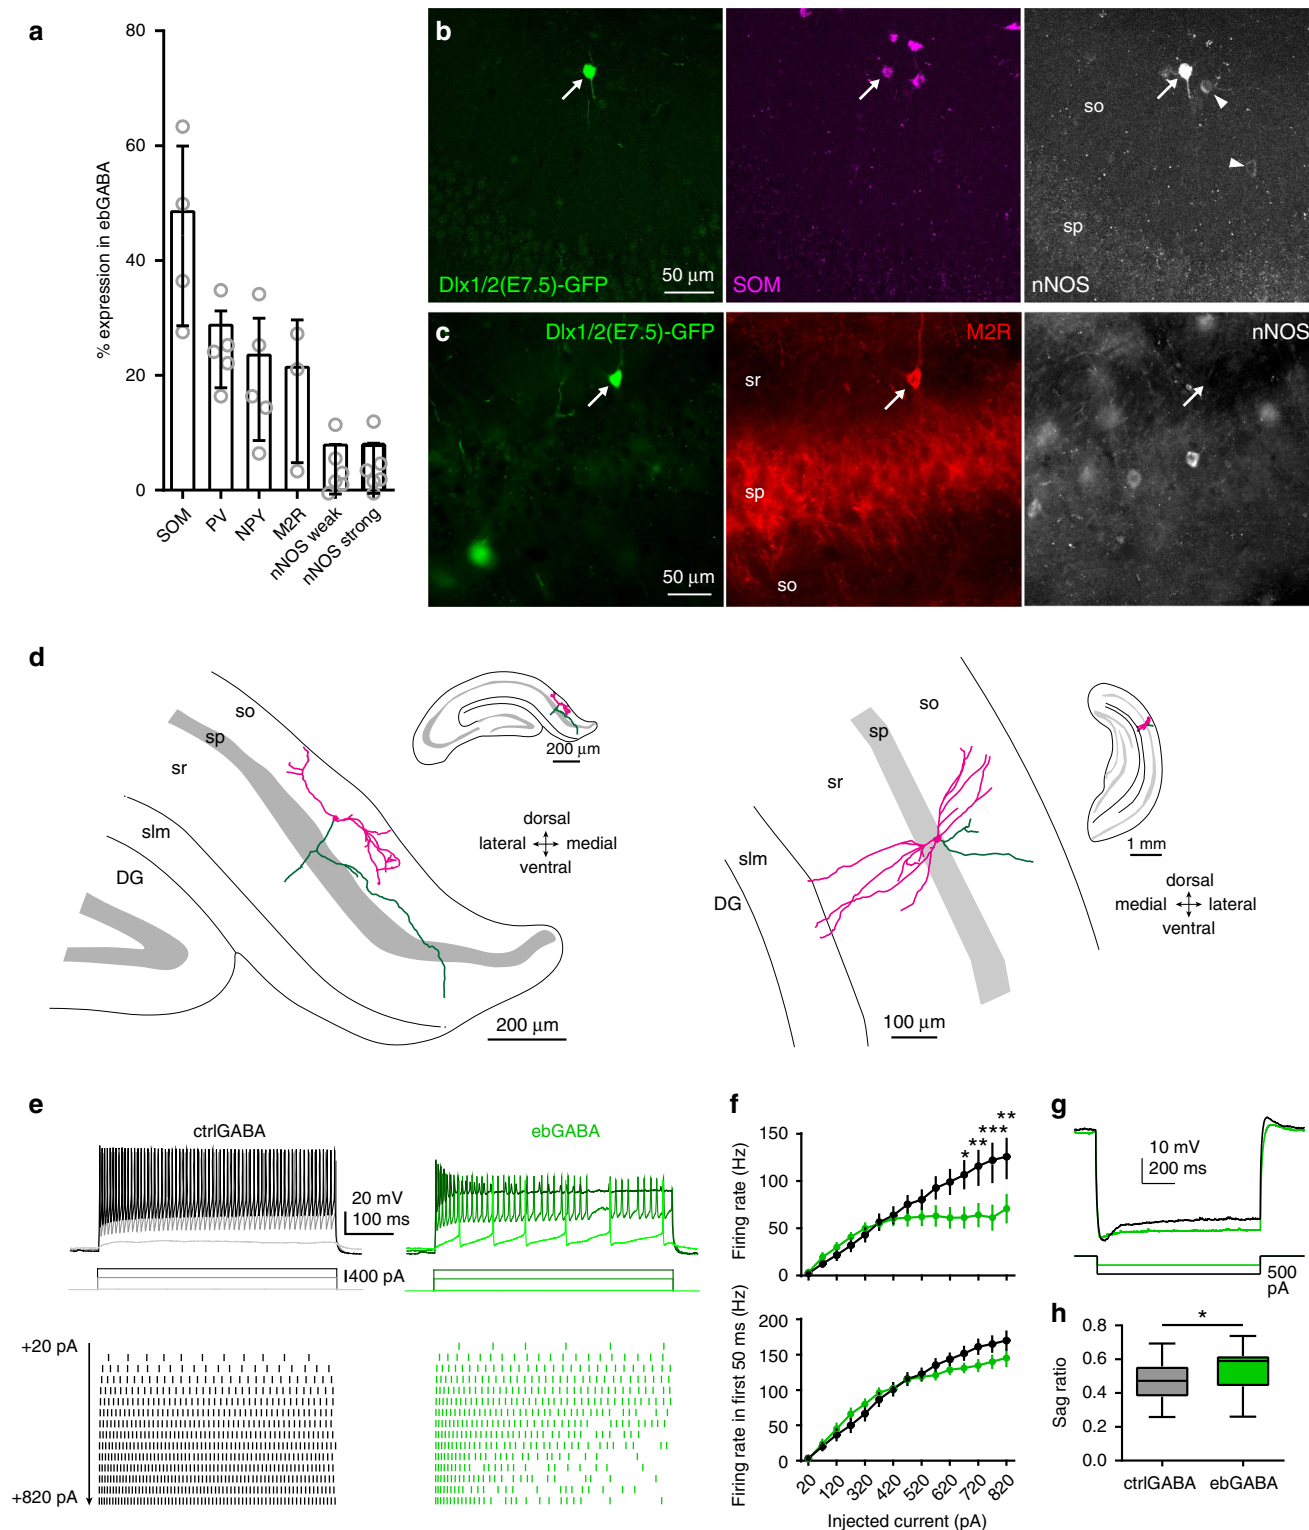 a
80
60
40
20
0
% expression in ebGABA
SOM
PV
NPY
M2R
nNOS weak
nNOS strong
b
Dlx1/2(E7.5)-GFP
50 μm
SOM
so
sp
nNOS
c
Dlx1/2(E7.5)-GFP
50 μm
M2R
sr
sp
so
nNOS
d
so
sp
sr
slm
DG
200 μm
dorsal
lateral medial
ventral
200 μm
so
sp
sr
slm
DG
1 mm
dorsal
medial lateral
ventral
100 μm
e
ctrlGABA
ebGABA
20 mV
100 ms
400 pA
+20 pA
+820 pA
f
Firing rate (Hz)
150
100
50
0
* ** *** **
Firing rate in first 50 ms (Hz)
200
150
100
50
0
20 120 320 420 520 620 720 820
Injected current (pA)
g
10 mV
200 ms
500
pA
h
Sag ratio
0.8
0.6
0.4
0.2
0.0
*
ctrlGABA ebGABA